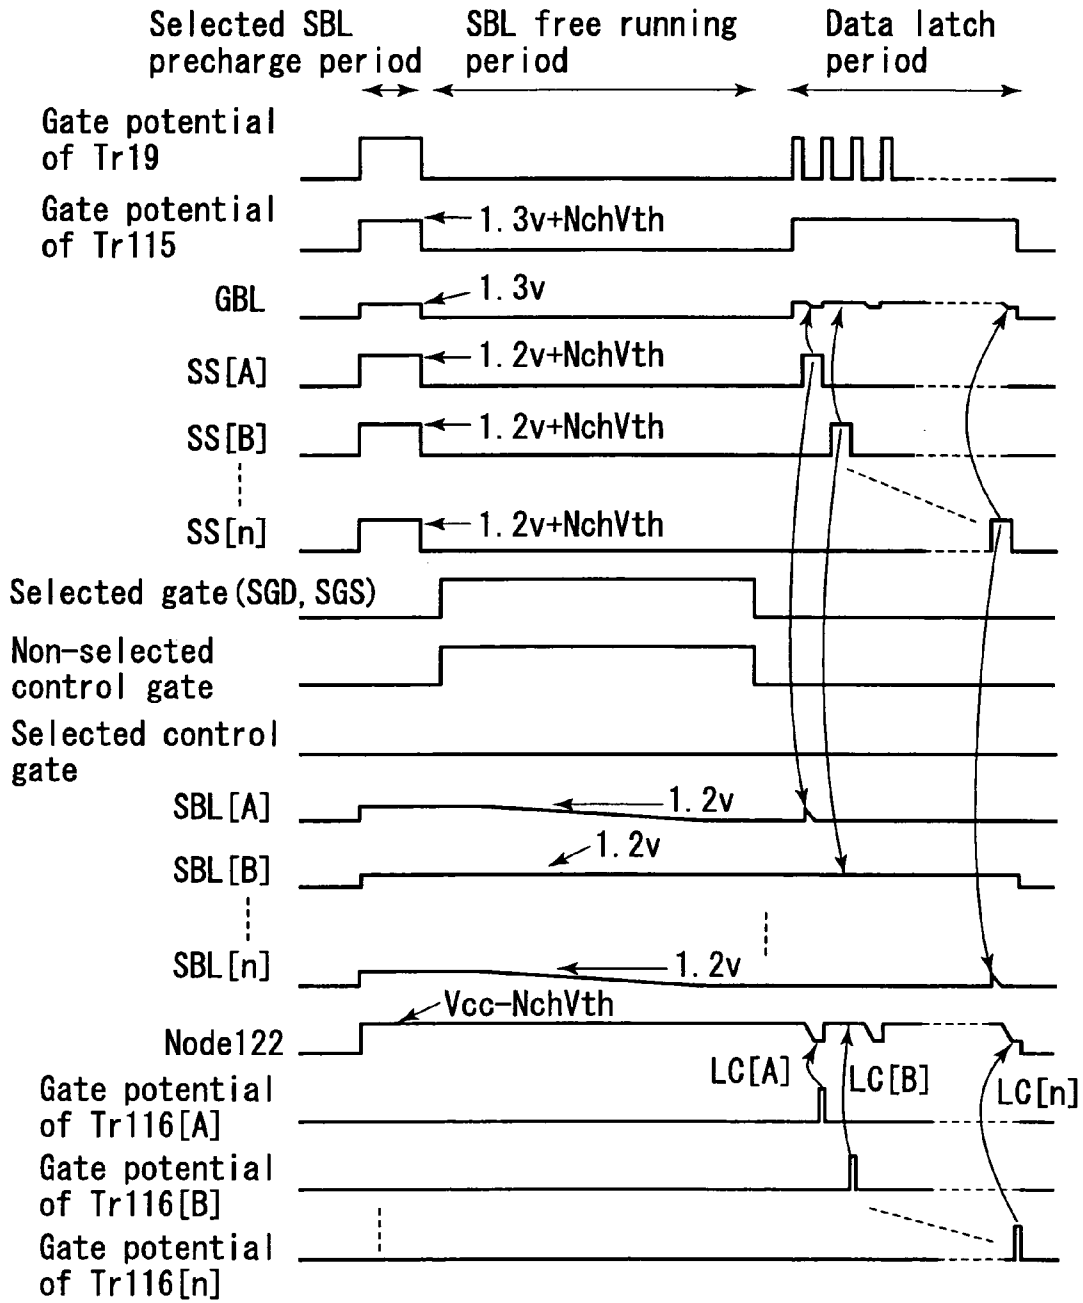 Selected SBL
precharge period
SBL free running
period
Data latch
period
Gate potential
of Tr19
Gate potential
of Tr115
1.3v+NchVth
GBL
1.3v
SS[A]
1.2v+NchVth
SS[B]
1.2v+NchVth
SS[n]
1.2v+NchVth
Selected gate(SGD,SGS)
Non-selected
control gate
Selected control
gate
SBL[A]
1.2v
SBL[B]
1.2v
SBL[n]
1.2v
Vcc-NchVth
Node122
LC[A]
LC[B]
LC[n]
Gate potential
of Tr116[A]
Gate potential
of Tr116[B]
Gate potential
of Tr116[n]